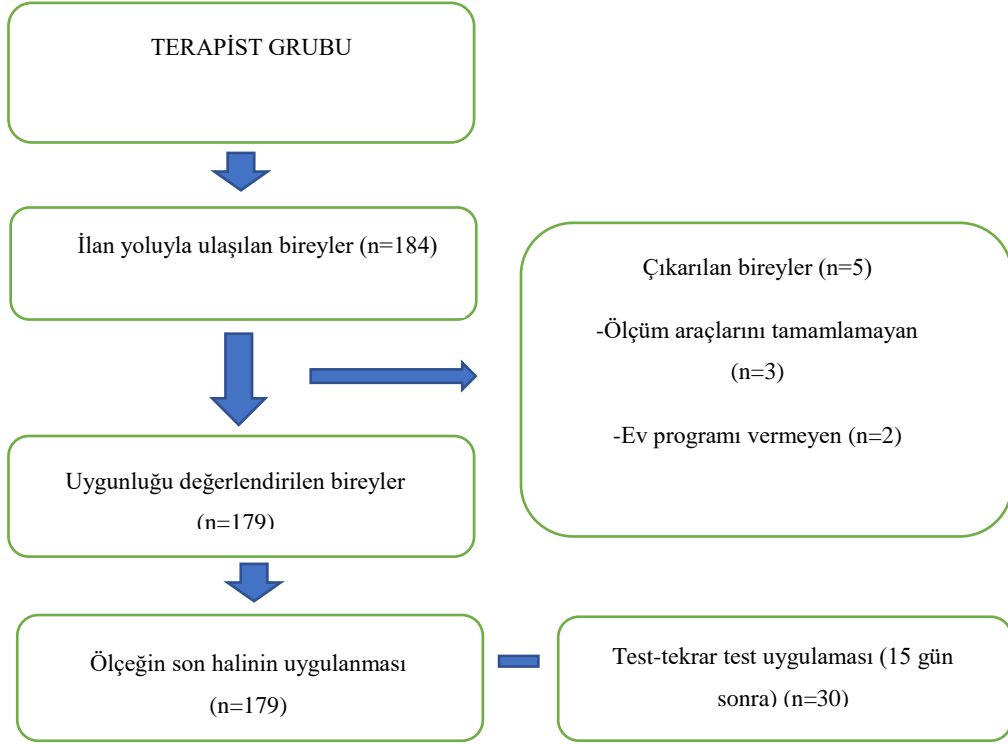 TERAPİST GRUBU
İlan yoluyla ulaşılan bireyler (n=184)
Çıkarılan bireyler (n=5)
-Ölçüm araçlarını tamamlamayan
(n=3)
-Ev programı vermeyen (n=2)
Uygunluğu değerlendirilen bireyler
(n=179)
Ölçeğin son halinin uygulanması
(n=179)
Test-tekrar test uygulaması (15 gün
sonra) (n=30)